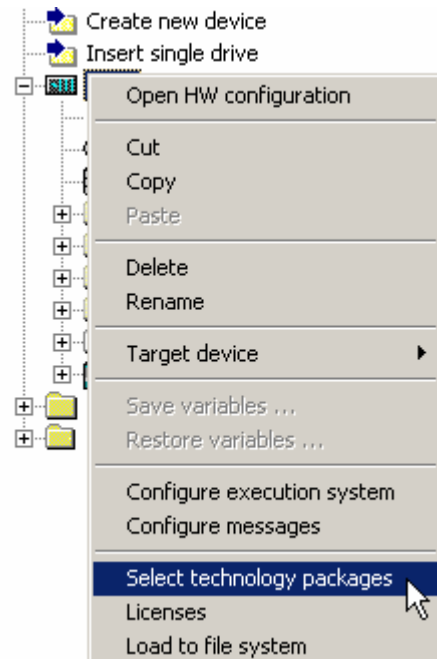 Create new device
Insert single drive
Open HW configuration
Cut
Copy
Paste
Delete
Rename
Target device
Save variables ...
Restore variables ...
Configure execution system
Configure messages
Select technology packages
Licenses
Load to file system